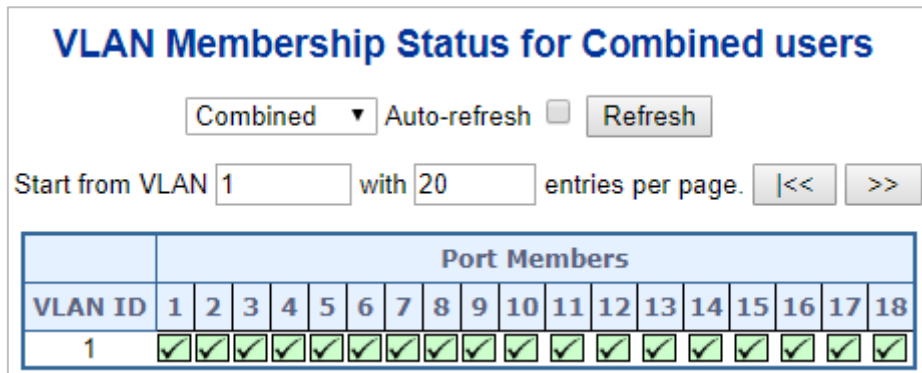 VLAN Membership Status for Combined users
Combined Auto-refresh Refresh
Start from VLAN 1 with 20 entries per page. |<< >>
Port Members
VLAN ID 1 2 3 4 5 6 7 8 9 10 11 12 13 14 15 16 17 18
1